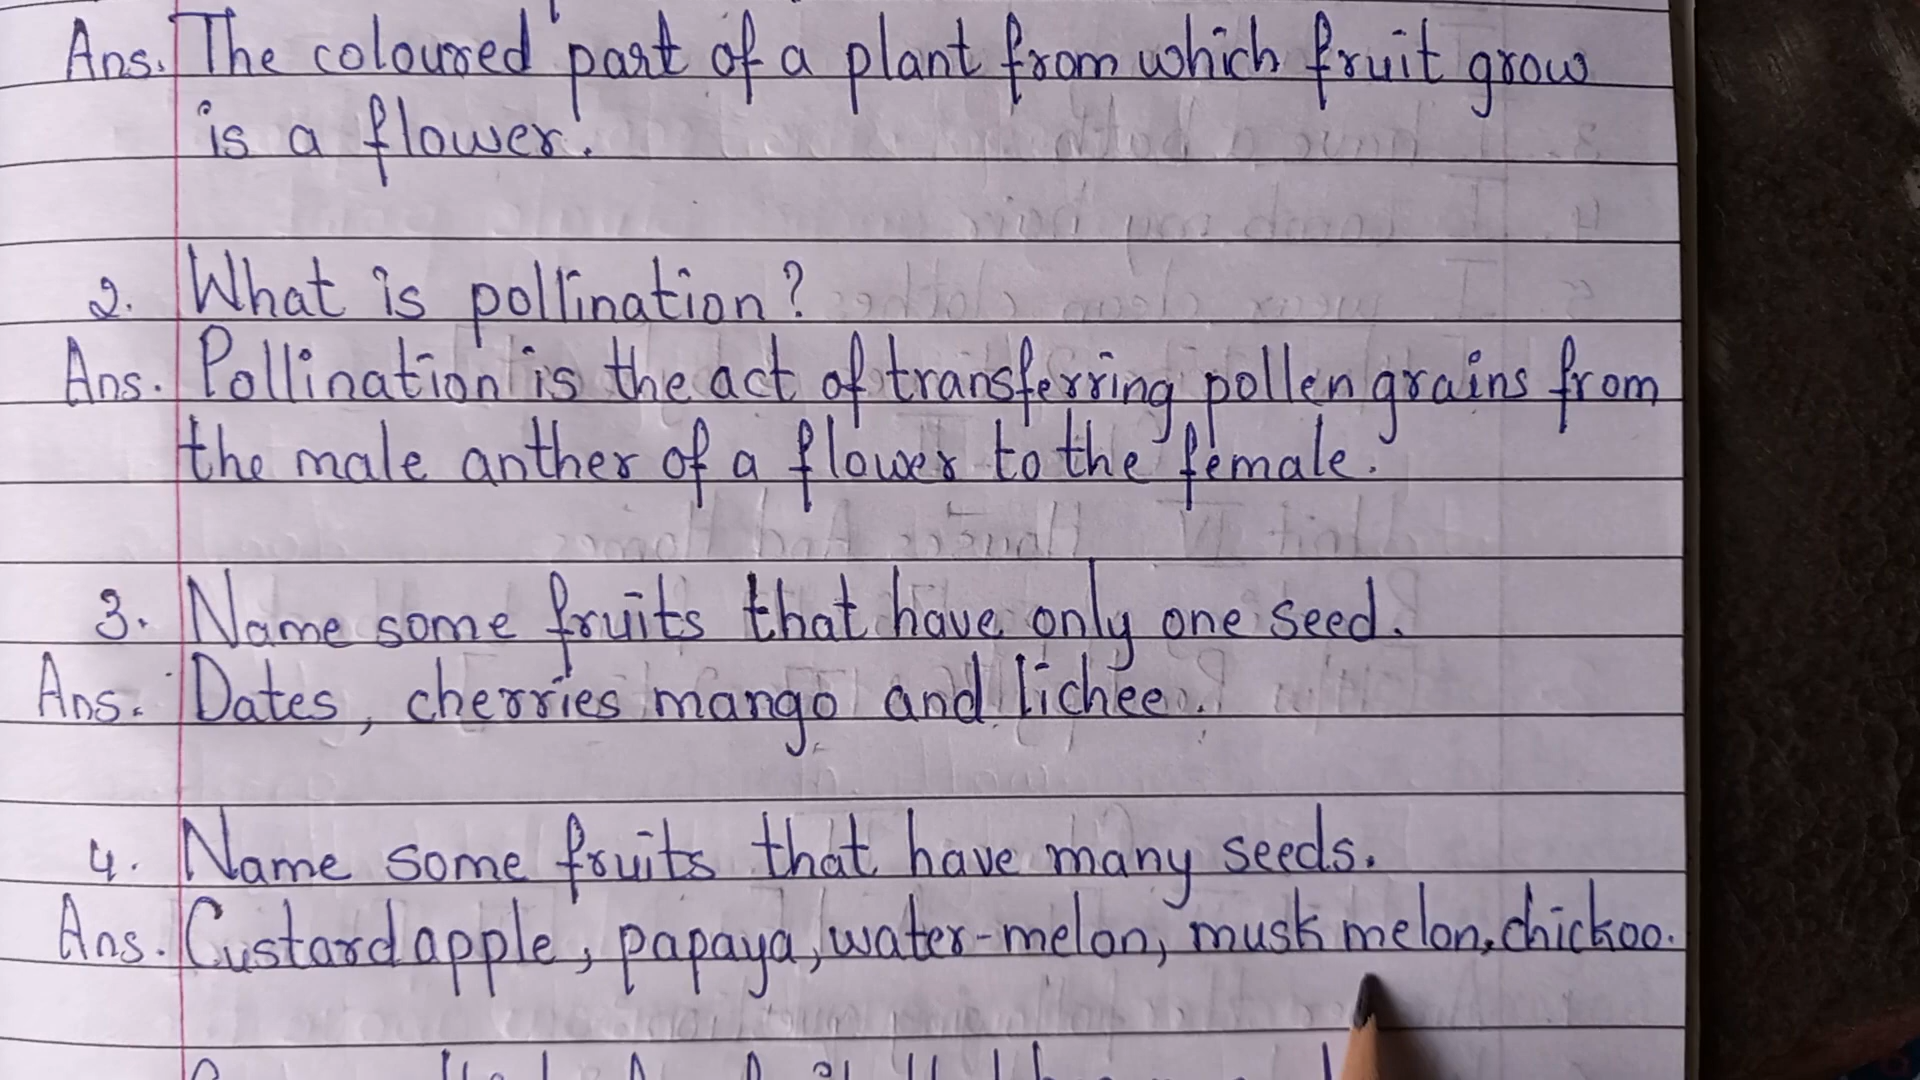 Ans. The coloured part of a plant from which fruit grow
is a flower.
2. What is pollination?
Ans. Pollination is the act of transferring pollen grains from
the male anther of a flower to the female.
3. Name some fruits that have only one seed.
Ans. Dates, cherries mango and lichee.
4. Name some fruits that have many seeds.
Ans. Custard apple, papaya, water-melon, musk melon, chickoo.